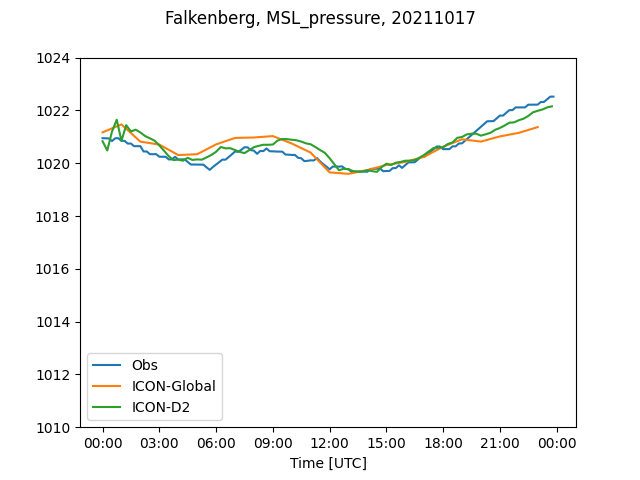 Falkenberg, MSL_pressure, 20211017
1024
1022
1020
1018
1016
1014
1012
1010
Obs
ICON-Global
ICON-D2
00:00 03:00 06:00 09:00 12:00 15:00 18:00 21:00 00:00
Time [UTC]